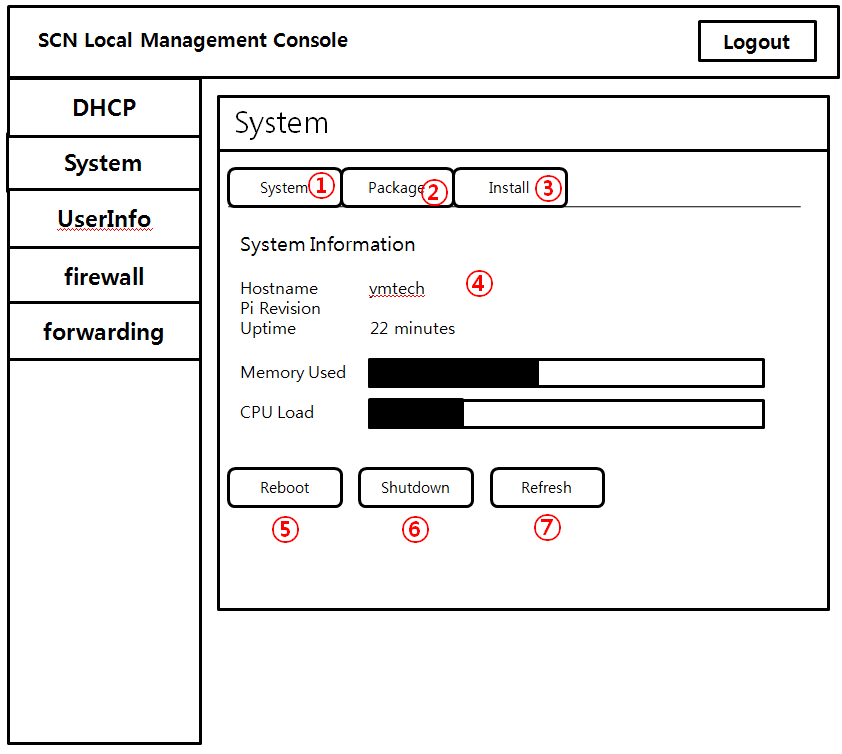 SCN Local Management Console
Logout
DHCP
System
UserInfo
firewall
forwarding
System
System ①
Package ②
Install ③
System Information
Hostname vmtech ④
Pi Revision
Uptime 22 minutes
Memory Used
CPU Load
Reboot
Shutdown
Refresh
⑤
⑥
⑦